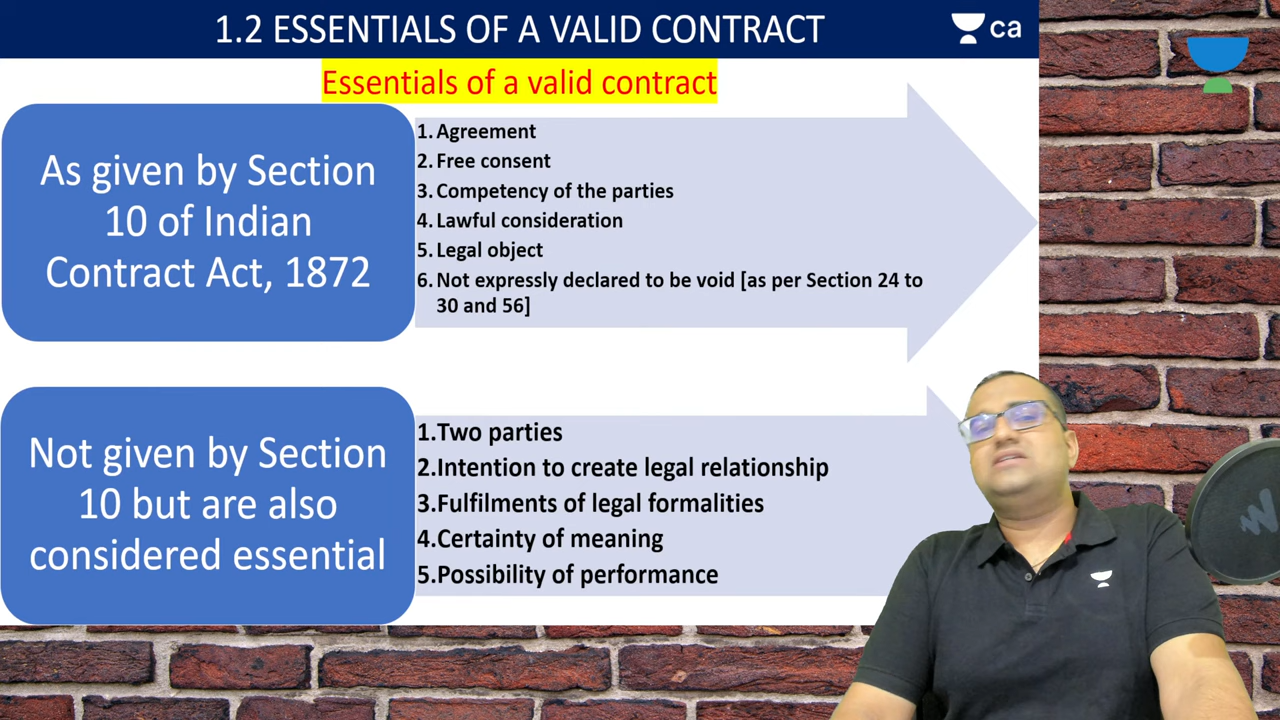 1.2 ESSENTIALS OF A VALID CONTRACT
ca
Essentials of a valid contract
As given by Section
10 of Indian
Contract Act, 1872
1. Agreement
2. Free consent
3. Competency of the parties
4. Lawful consideration
5. Legal object
6. Not expressly declared to be void [as per Section 24 to
30 and 56]
Not given by Section
10 but are also
considered essential
1.Two parties
2.Intention to create legal relationship
3.Fulfilments of legal formalities
4.Certainty of meaning
5.Possibility of performance